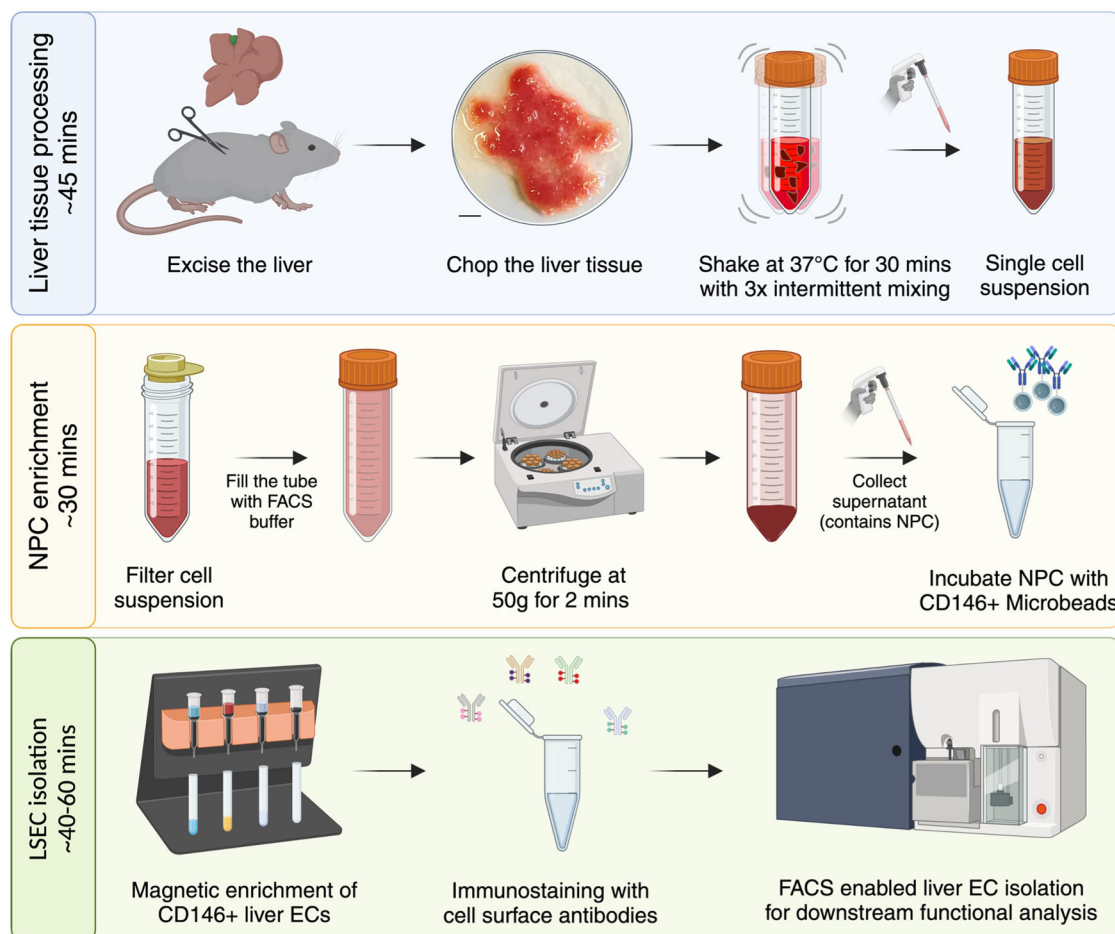 Liver tissue processing
~45 mins
Excise the liver
Chop the liver tissue
Shake at 37°C for 30 mins
with 3x intermittent mixing
Single cell
suspension
NPC enrichment
~30 mins
Filter cell
suspension
Fill the tube
with FACS
buffer
Centrifuge at
50g for 2 mins
Collect
supernatant
(contains NPC)
Incubate NPC with
CD146+ Microbeads
LSEC isolation
~40-60 mins
Magnetic enrichment of
CD146+ liver ECs
Immunostaining with
cell surface antibodies
FACS enabled liver EC isolation
for downstream functional analysis